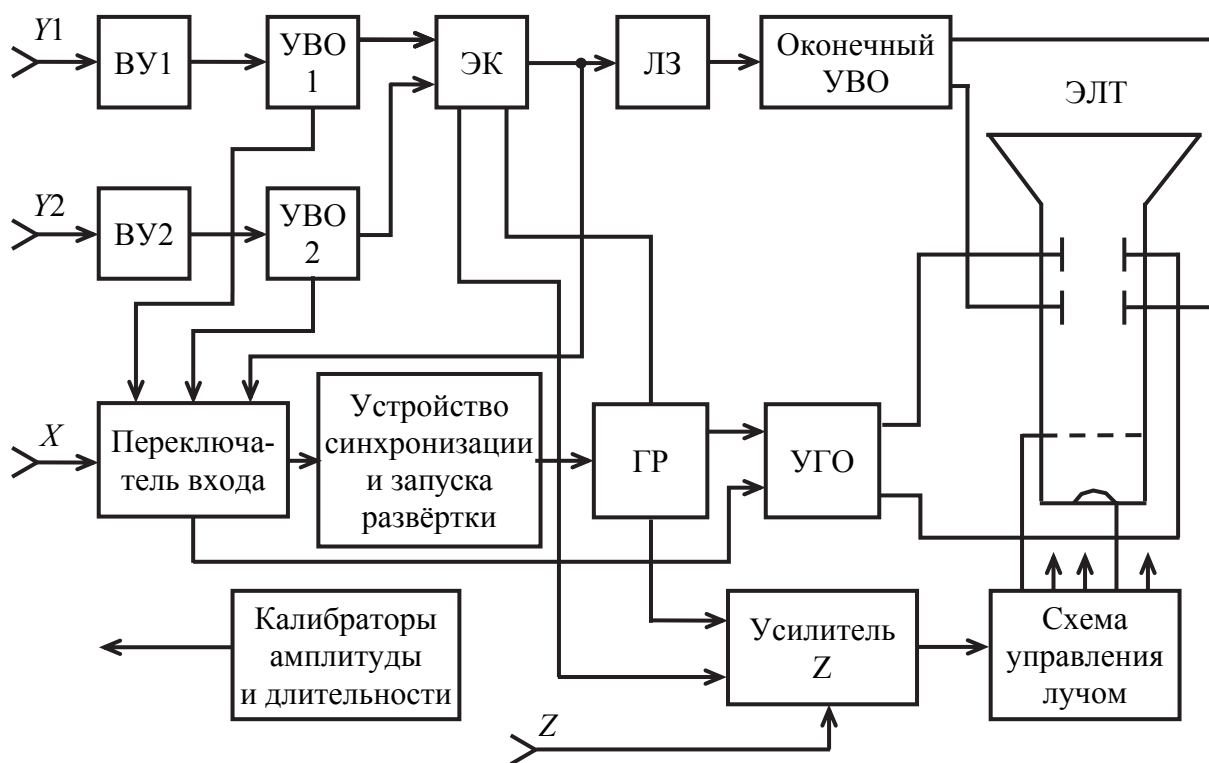 Y1
ВУ1
УВО
1
ЭК
ЛЗ
Оконечный
УВО
ЭЛТ
Y2
ВУ2
УВО
2
X
Переключа-
тель входа
Устройство
синхронизации
и запуска
развёртки
ГР
УГО
Калибраторы
амплитуды
и длительности
Усилитель
Z
Схема
управления
лучом
Z